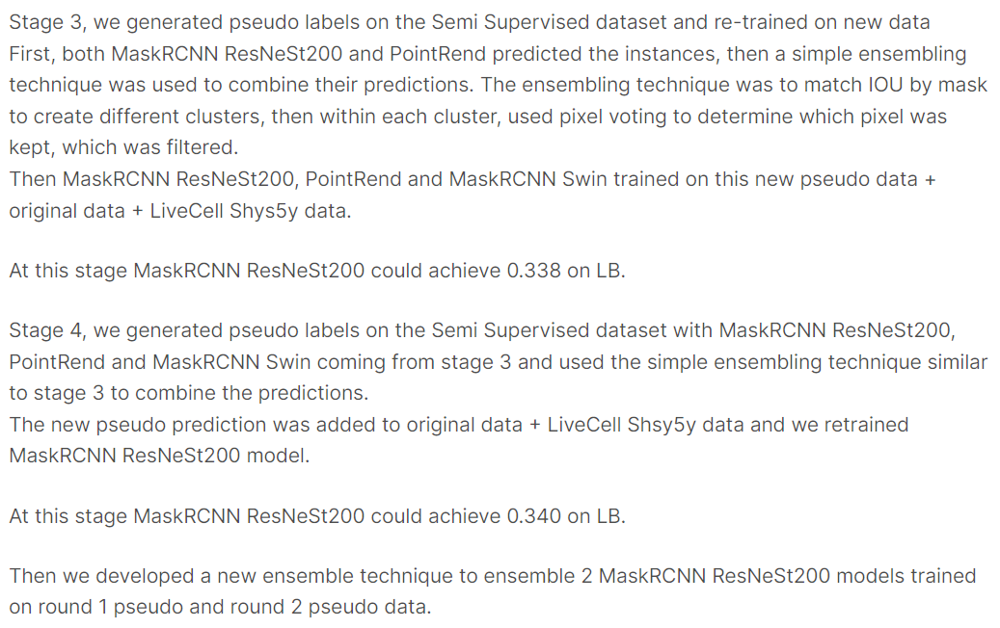 Stage 3, we generated pseudo labels on the Semi Supervised dataset and re-trained on new data
First, both MaskRCNN ResNeSt200 and PointRend predicted the instances, then a simple ensembling
technique was used to combine their predictions. The ensembling technique was to match IOU by mask
to create different clusters, then within each cluster, used pixel voting to determine which pixel was
kept, which was filtered.
Then MaskRCNN ResNeSt200, PointRend and MaskRCNN Swin trained on this new pseudo data +
original data + LiveCell Shys5y data.
At this stage MaskRCNN ResNeSt200 could achieve 0.338 on LB.
Stage 4, we generated pseudo labels on the Semi Supervised dataset with MaskRCNN ResNeSt200,
PointRend and MaskRCNN Swin coming from stage 3 and used the simple ensembling technique similar
to stage 3 to combine the predictions.
The new pseudo prediction was added to original data + LiveCell Shsy5y data and we retrained
MaskRCNN ResNeSt200 model.
At this stage MaskRCNN ResNeSt200 could achieve 0.340 on LB.
Then we developed a new ensemble technique to ensemble 2 MaskRCNN ResNeSt200 models trained
on round 1 pseudo and round 2 pseudo data.